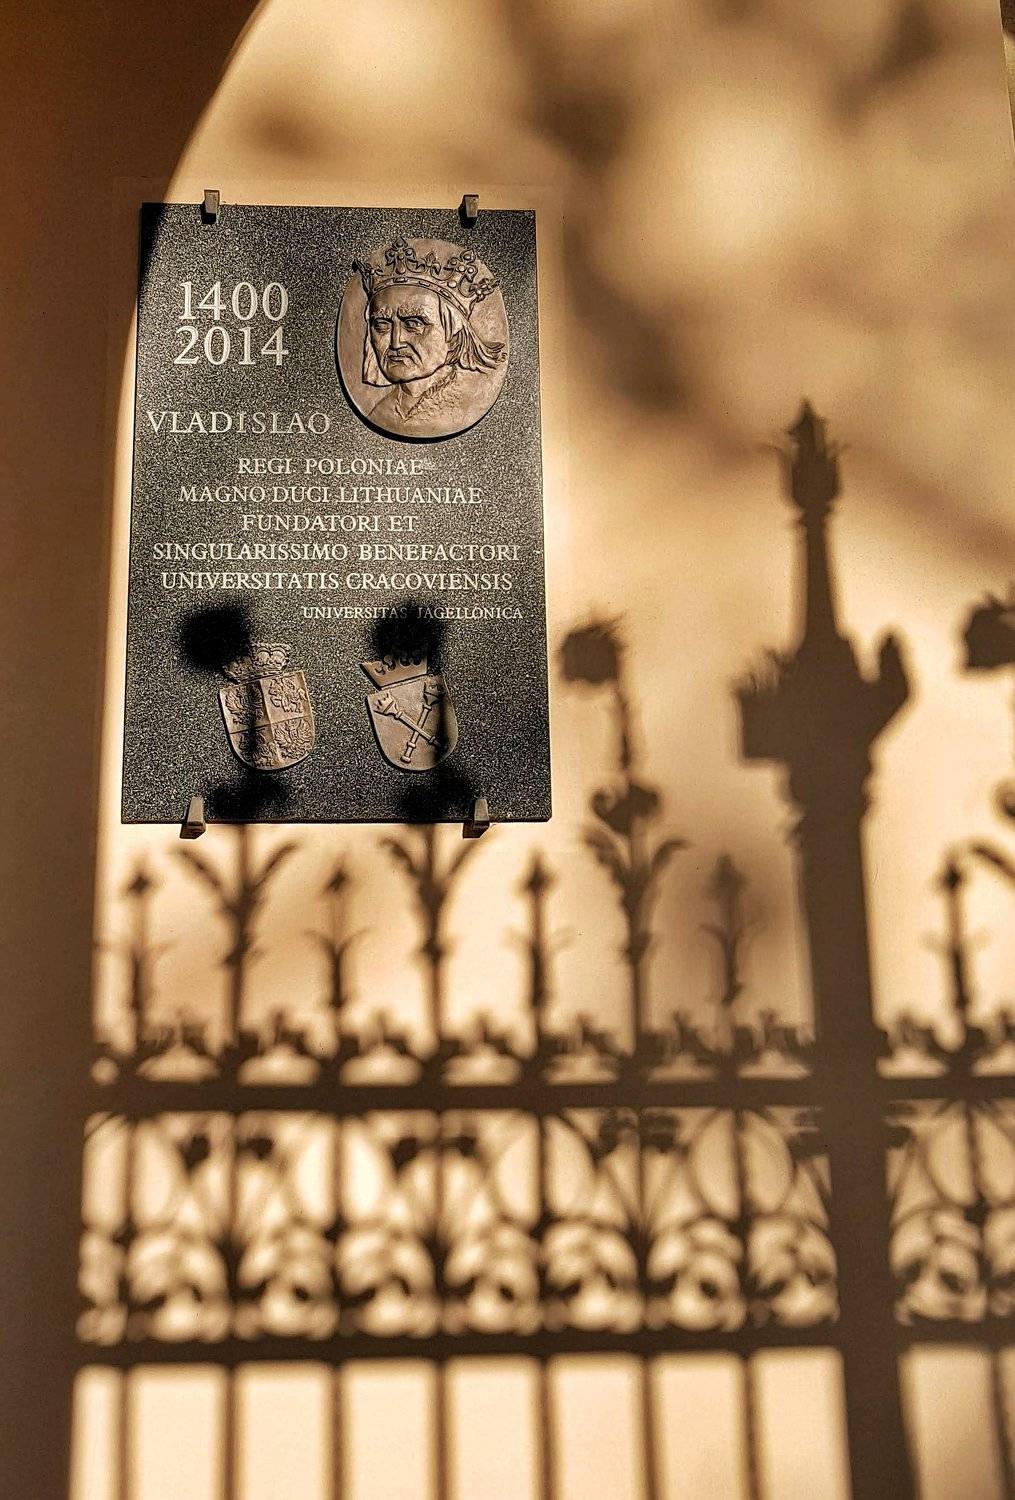 1400
2014
VLADISLAO
REGI POLONIAE
MAGNO DUCI LITHUANIAE
FUNDATORI ET
SINGULARISSIMO BENEFACTORI
UNIVERSITATIS CRACOVIENSIS
UNIVERSITAS JAGELLONICA